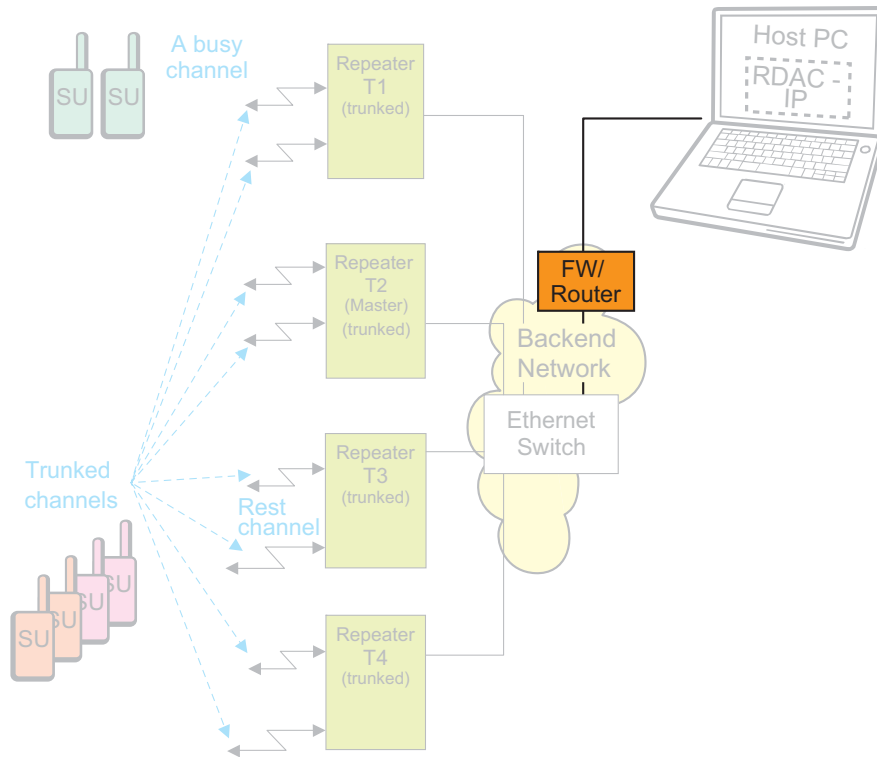 A busy
channel
SU
SU
Repeater
T1
(trunked)
Host PC
RDAC -
IP
Repeater
T2
(Master)
(trunked)
FW/
Router
Backend
Network
Ethernet
Switch
Repeater
T3
(trunked)
Trunked
channels
Rest
channel
SU
SU
SU
SU
Repeater
T4
(trunked)